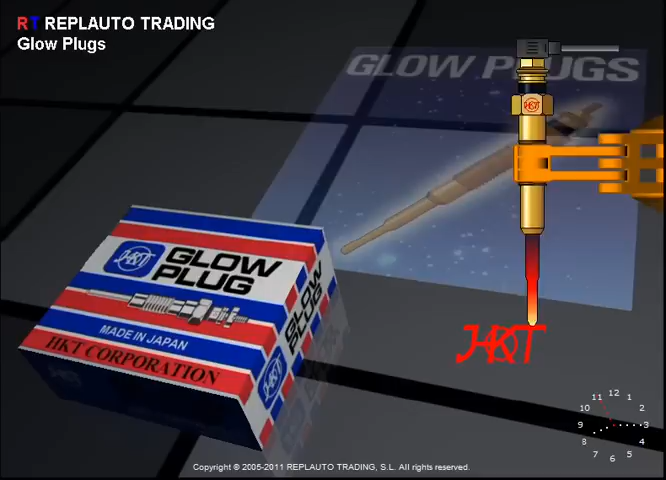 RT REPLAUTO TRADING
Glow Plugs
GLOW PLUGS
HKT
HKT
GLOW
PLUG
MADE IN JAPAN
HKT CORPORATION
GLOW
PLUG
HKT
HKT
12
11 1
10 2
9 3
8 4
7 5
6
Copyright © 2005-2011 REPLAUTO TRADING, S.L. All rights reserved.